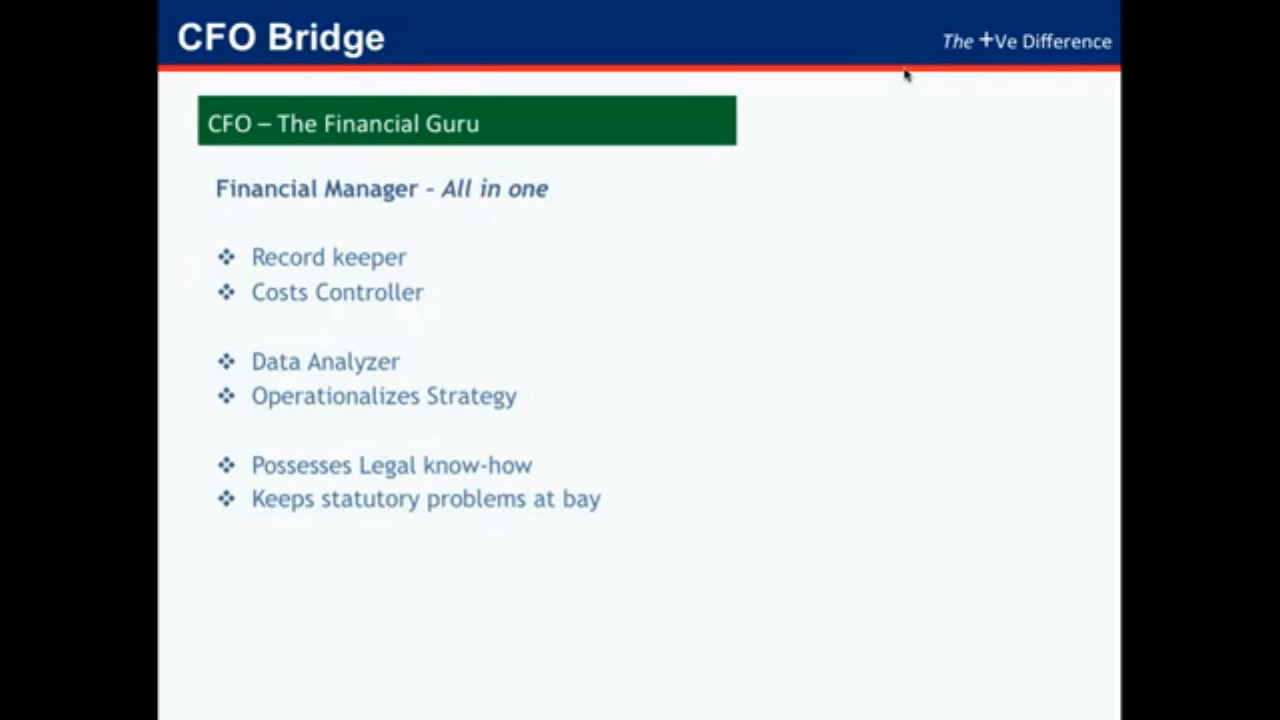 CFO Bridge
The +Ve Difference
CFO – The Financial Guru
Financial Manager - All in one
❖ Record keeper
❖ Costs Controller
❖ Data Analyzer
❖ Operationalizes Strategy
❖ Possesses Legal know-how
❖ Keeps statutory problems at bay